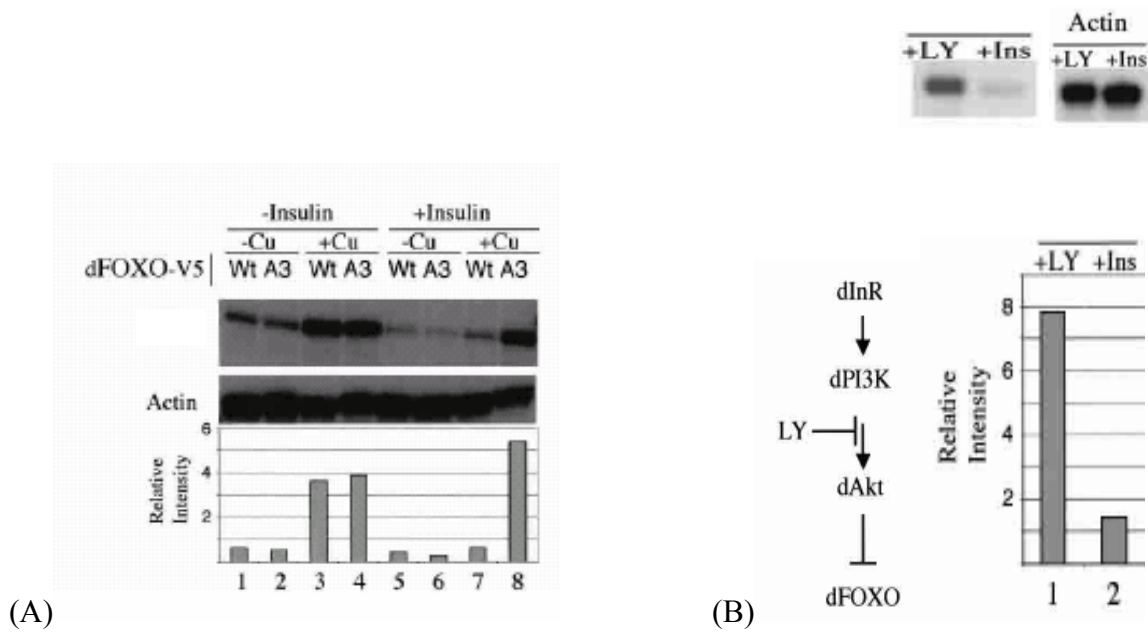 Actin
+LY +Ins
+LY +Ins
-Insulin +Insulin
-Cu +Cu -Cu +Cu
dFOXO-V5 Wt A3 Wt A3 Wt A3 Wt A3
Actin
Relative
Intensity
6
4
2
1 2 3 4 5 6 7 8
(A)
dInR
dPI3K
LY
dAkt
dFOXO
+LY +Ins
Relative
Intensity
8
6
4
2
1 2
(B)